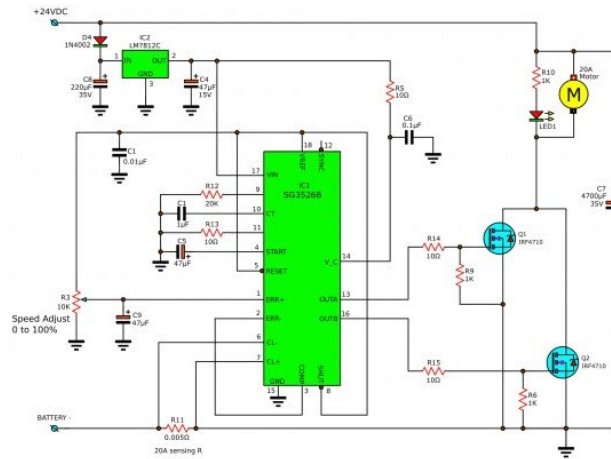 +24VDC
D4
1N4002
IC2
LM7812C
1
IN
OUT
2
GND
3
C8
220µF
35V
C4
47µF
15V
R5
10Ω
C6
0.1µF
R10
1K
LED1
20A
Motor
M
C7
4700µF
35V
C1
0.01µF
18
VREF
12
SYNC
IC1
SG3526B
17
VIN
R12
20K
9
C1
1µF
10
CT
R13
10Ω
11
C5
47µF
4
START
5
RESET
14
V_C
R3
10K
Speed Adjust
0 to 100%
C9
47µF
1
ERR+
2
ERR-
6
CL-
7
CL+
13
OUTA
16
OUTB
GND
15
COMP
3
SHUT
8
R14
10Ω
Q1
IRF4710
R9
1K
R15
10Ω
Q2
IRF4710
R6
1K
BATTERY -
R11
0.005Ω
20A sensing R